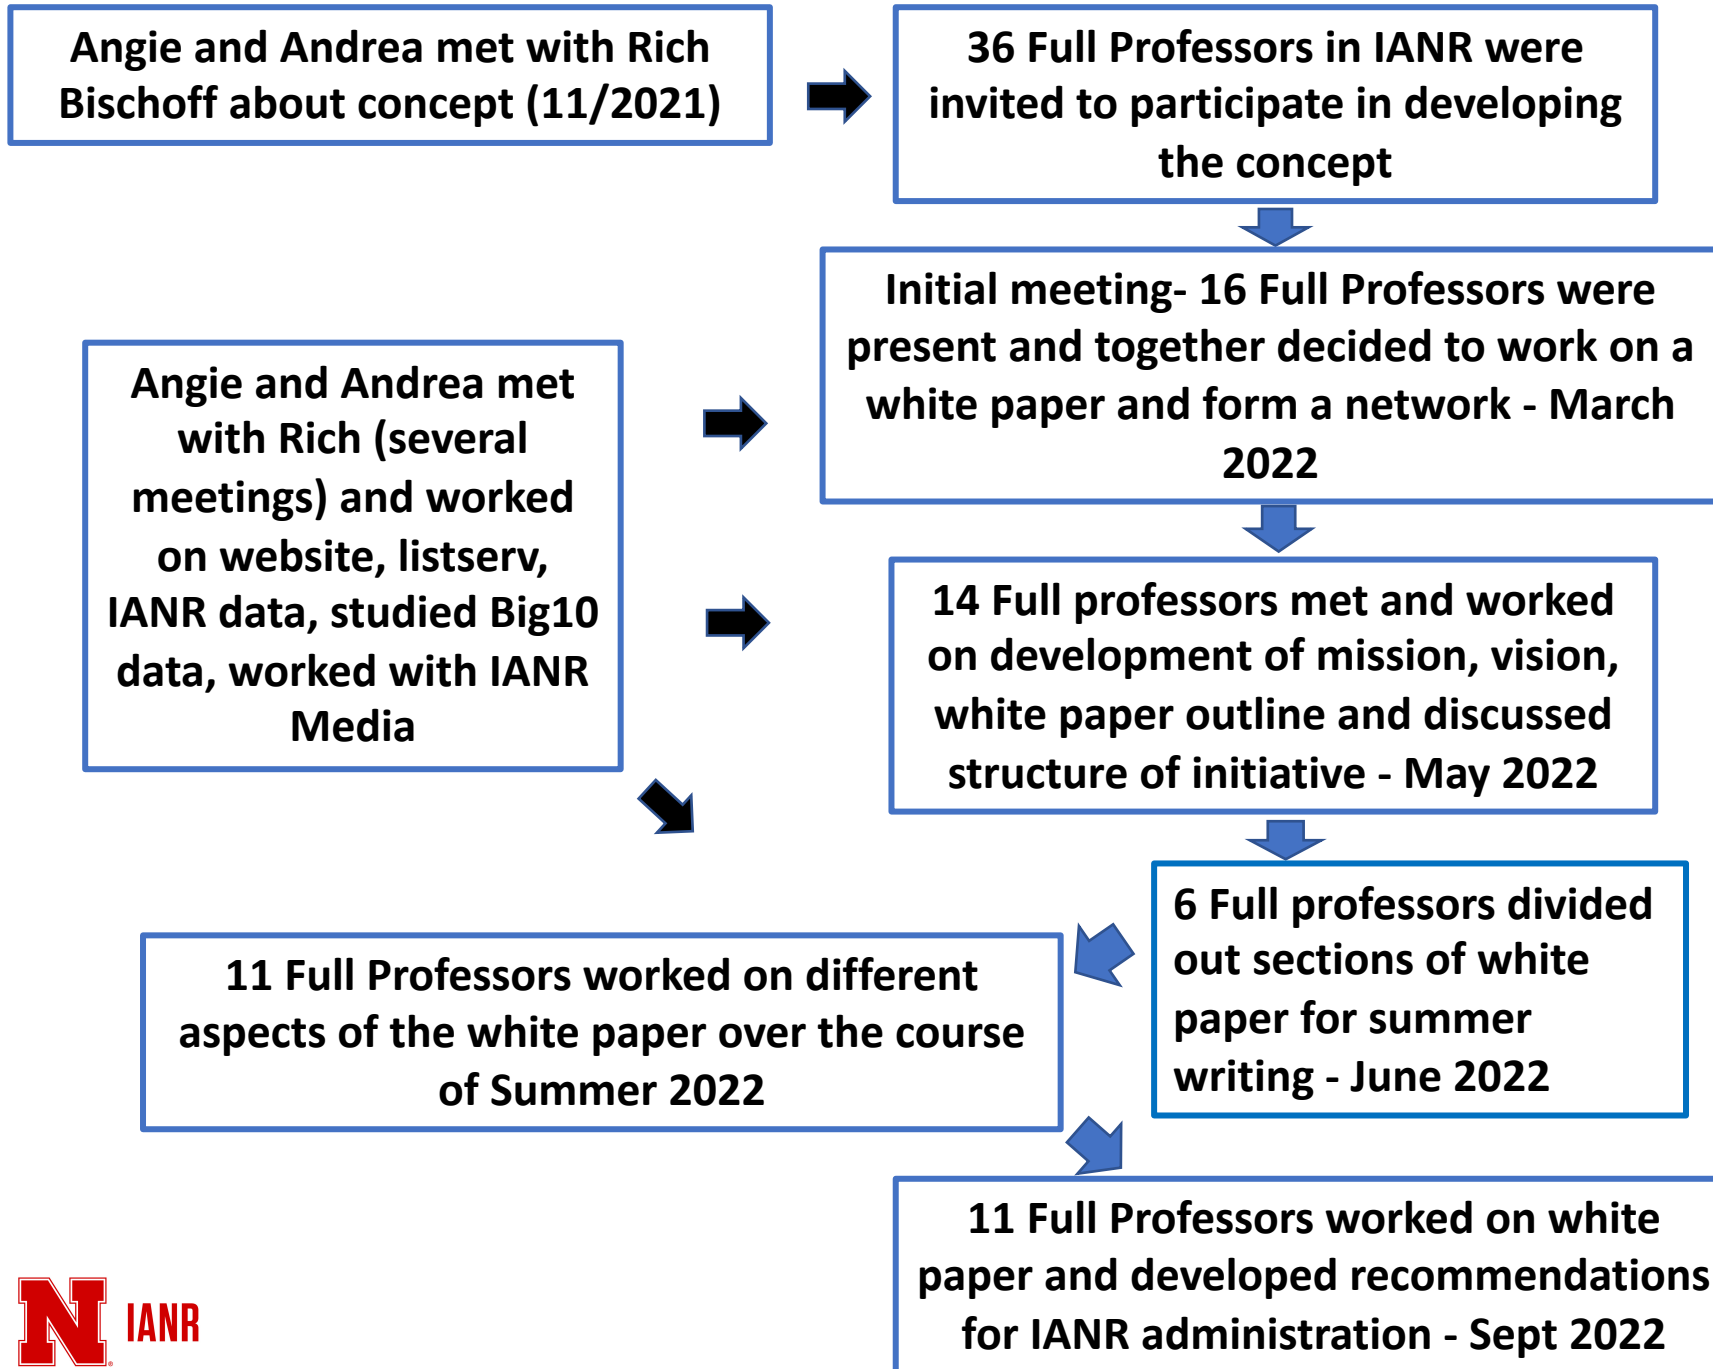 Angie and Andrea met with Rich
Bischoff about concept (11/2021)
36 Full Professors in IANR were
invited to participate in developing
the concept
Initial meeting- 16 Full Professors were
present and together decided to work on a
white paper and form a network - March
2022
Angie and Andrea met
with Rich (several
meetings) and worked
on website, listserv,
IANR data, studied Big10
data, worked with IANR
Media
14 Full professors met and worked
on development of mission, vision,
white paper outline and discussed
structure of initiative - May 2022
6 Full professors divided
out sections of white
paper for summer
writing - June 2022
11 Full Professors worked on different
aspects of the white paper over the course
of Summer 2022
11 Full Professors worked on white
paper and developed recommendations
for IANR administration - Sept 2022
N IANR